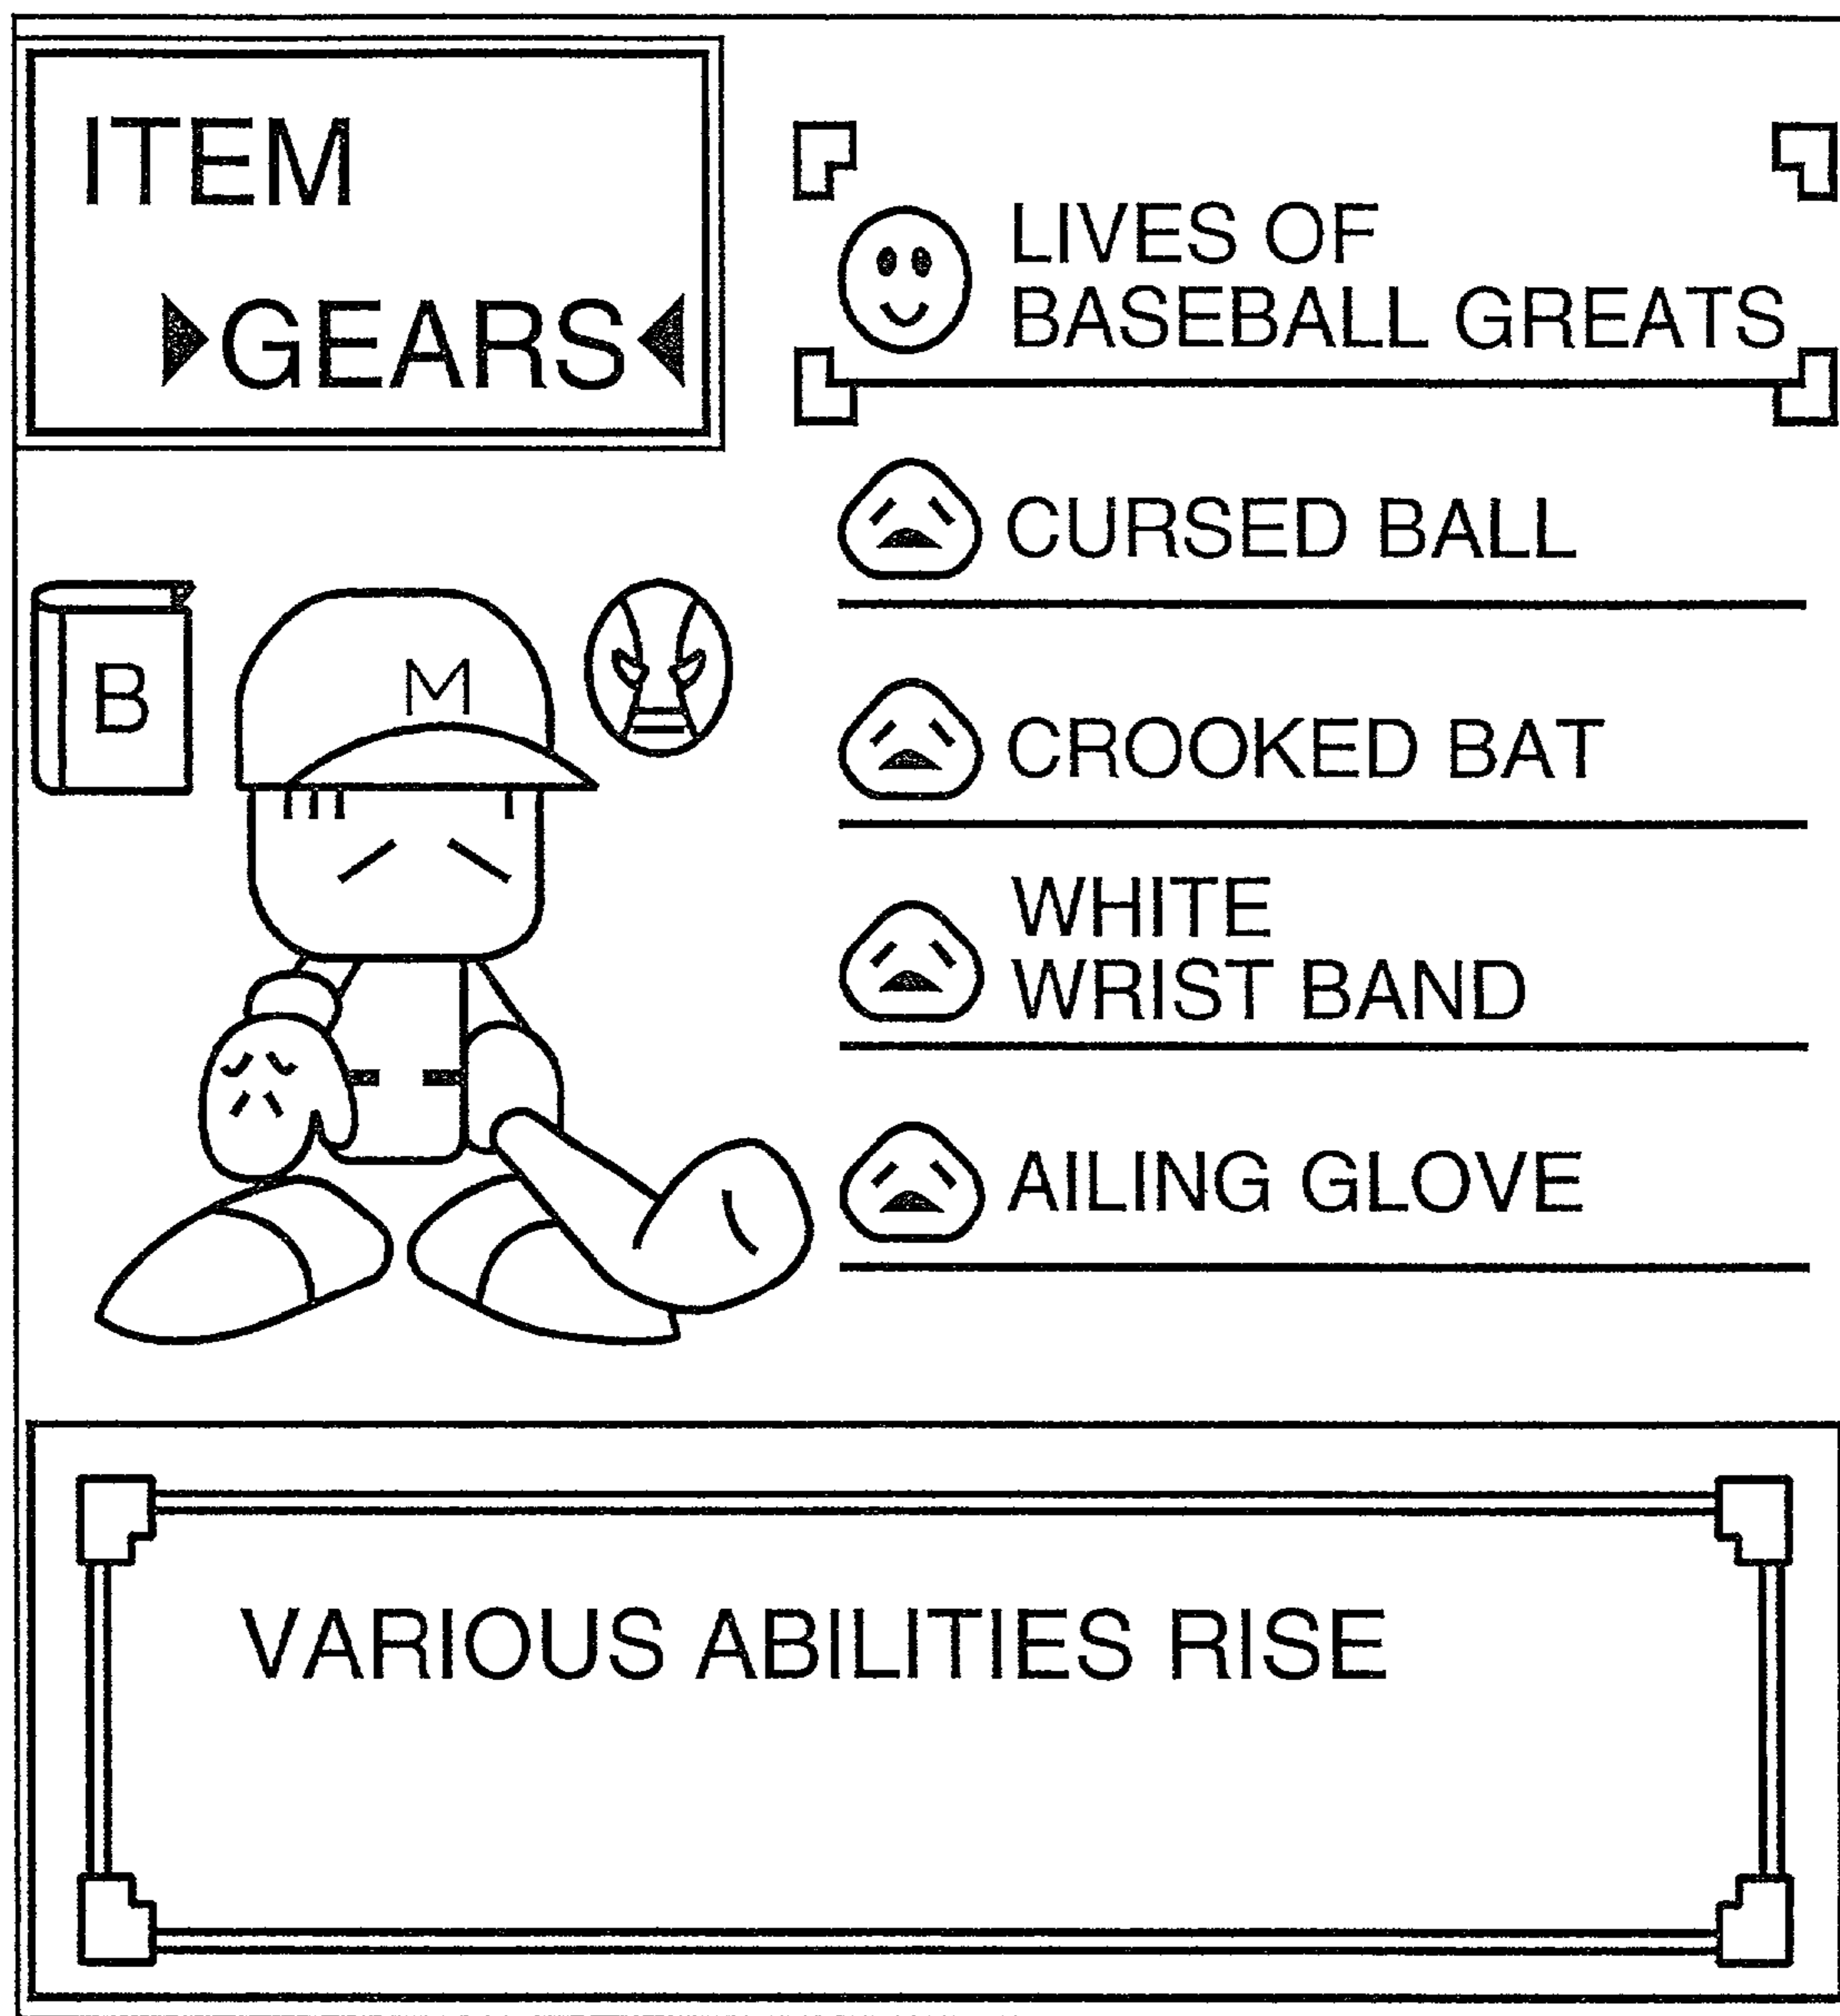 ITEM
GEARS
LIVES OF
BASEBALL GREATS
CURSED BALL
CROOKED BAT
WHITE
WRIST BAND
AILING GLOVE
B
M
VARIOUS ABILITIES RISE